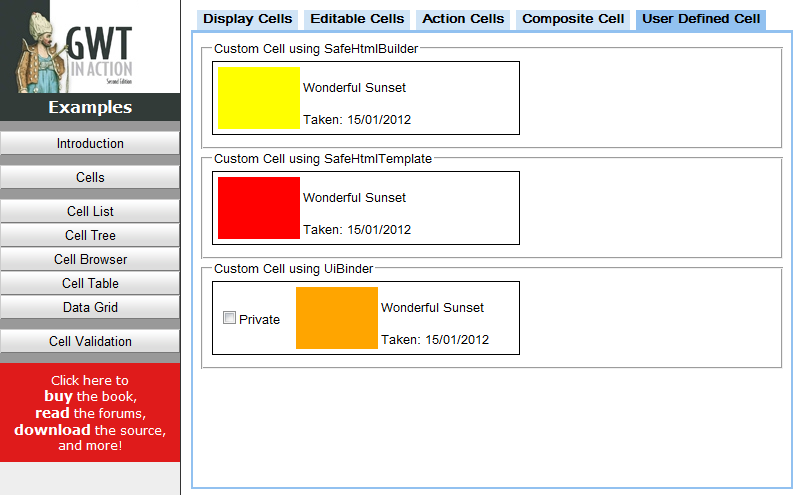 GWT
IN ACTION
Second Edition
Examples
Introduction
Cells
Cell List
Cell Tree
Cell Browser
Cell Table
Data Grid
Cell Validation
Click here to
buy the book,
read the forums,
download the source,
and more!
Display Cells Editable Cells Action Cells Composite Cell User Defined Cell
Custom Cell using SafeHtmlBuilder
Wonderful Sunset
Taken: 15/01/2012
Custom Cell using SafeHtmlTemplate
Wonderful Sunset
Taken: 15/01/2012
Custom Cell using UiBinder
Private
Wonderful Sunset
Taken: 15/01/2012